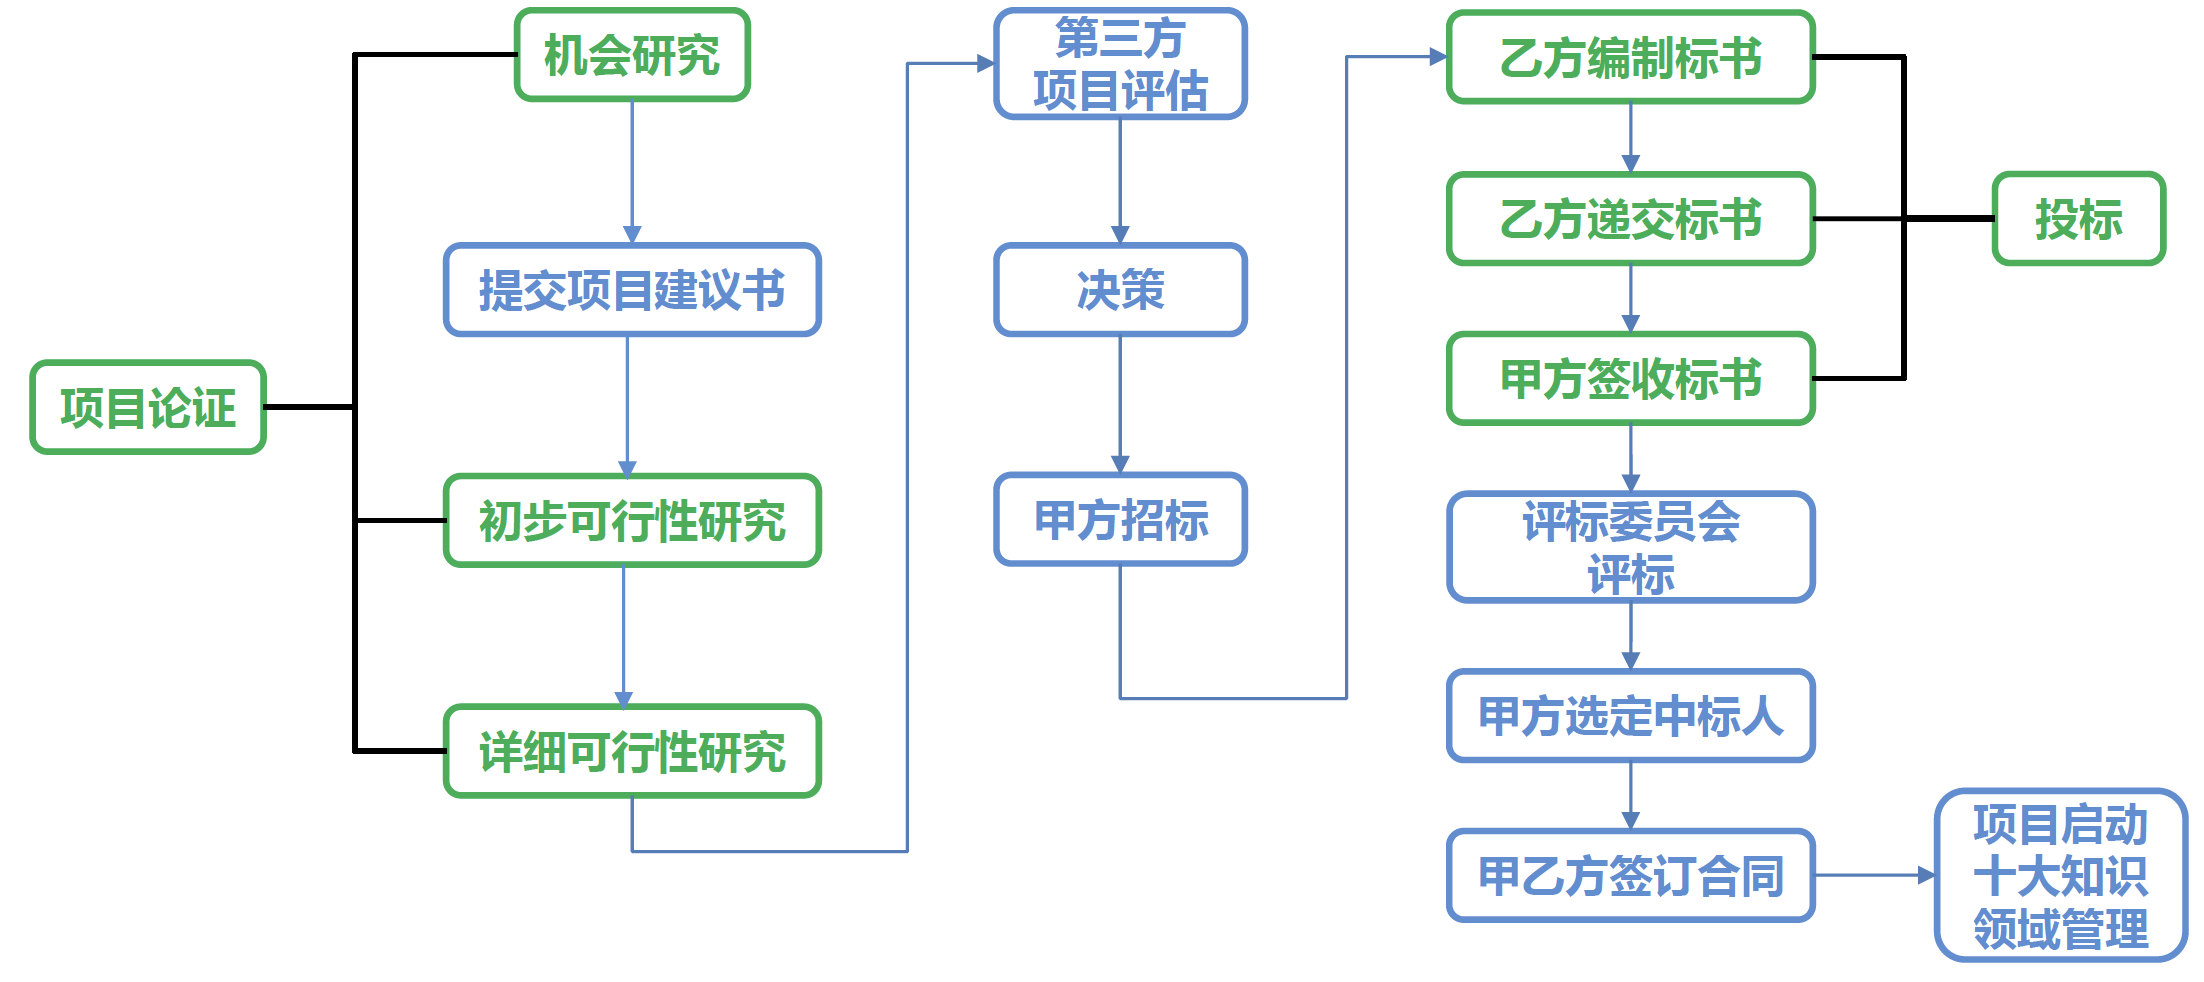 项目论证
机会研究
提交项目建议书
初步可行性研究
详细可行性研究
第三方
项目评估
决策
甲方招标
乙方编制标书
乙方递交标书
甲方签收标书
投标
评标委员会
评标
甲方选定中标人
甲乙方签订合同
项目启动
十大知识
领域管理